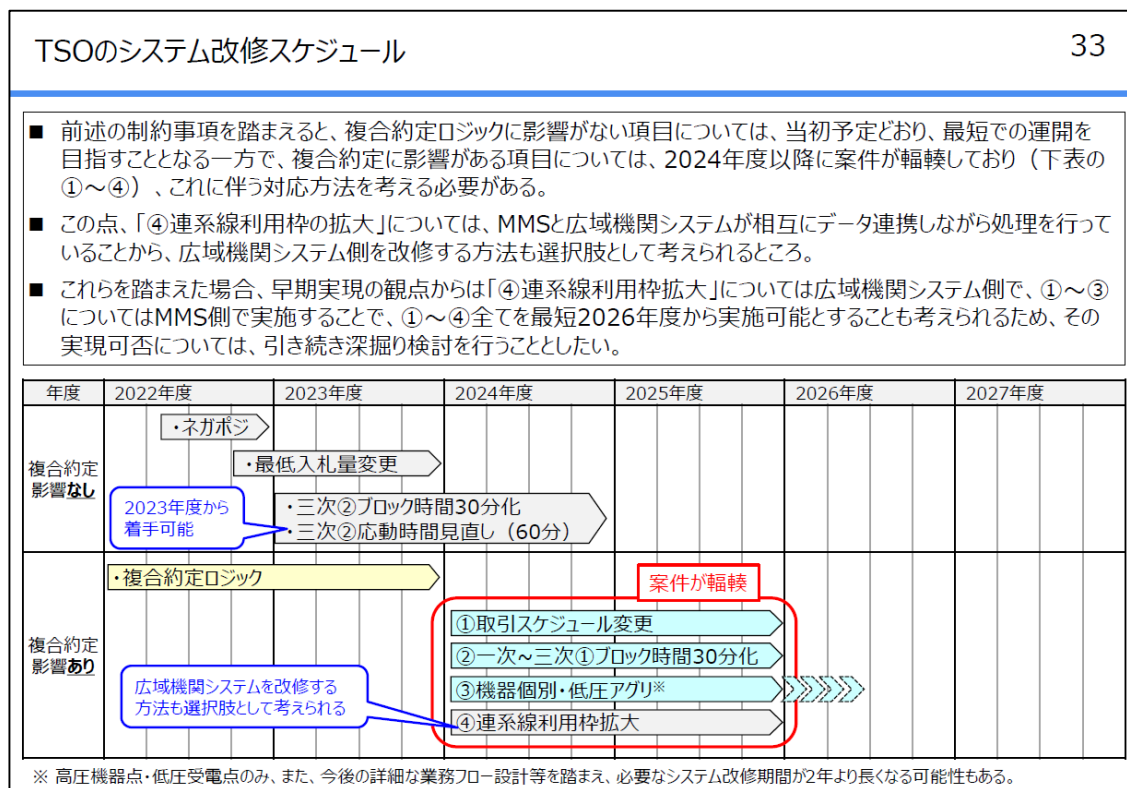 TSOのシステム改修スケジュール
33
■ 前述の制約事項を踏まえると、複合約定ロジックに影響がない項目については、当初予定どおり、最短での運開を
目指すこととなる一方で、複合約定に影響がある項目については、2024年度以降に案件が輻輳しており（下表の
①～④）、これに伴う対応方法を考える必要がある。
■ この点、「④連系線利用枠の拡大」については、MMSと広域機関システムが相互にデータ連携しながら処理を行って
いることから、広域機関システム側を改修する方法も選択肢として考えられるところ。
■ これらを踏まえた場合、早期実現の観点からは「④連系線利用枠拡大」については広域機関システム側で、①～③
についてはMMS側で実施することで、①～④全てを最短2026年度から実施可能とすることも考えられるため、その
実現可否については、引き続き深掘り検討を行うこととしたい。
年度 2022年度 2023年度 2024年度 2025年度 2026年度 2027年度
複合約定
影響なし
・ネガポジ
・最低入札量変更
2023年度から
着手可能
・三次②ブロック時間30分化
・三次②応動時間見直し（60分）
複合約定
影響あり
・複合約定ロジック
案件が輻輳
①取引スケジュール変更
②一次~三次①ブロック時間30分化
③機器個別・低圧アグリ※
④連系線利用枠拡大
広域機関システムを改修する
方法も選択肢として考えられる
※ 高圧機器点・低圧受電点のみ、また、今後の詳細な業務フロー設計等を踏まえ、必要なシステム改修期間が2年より長くなる可能性もある。